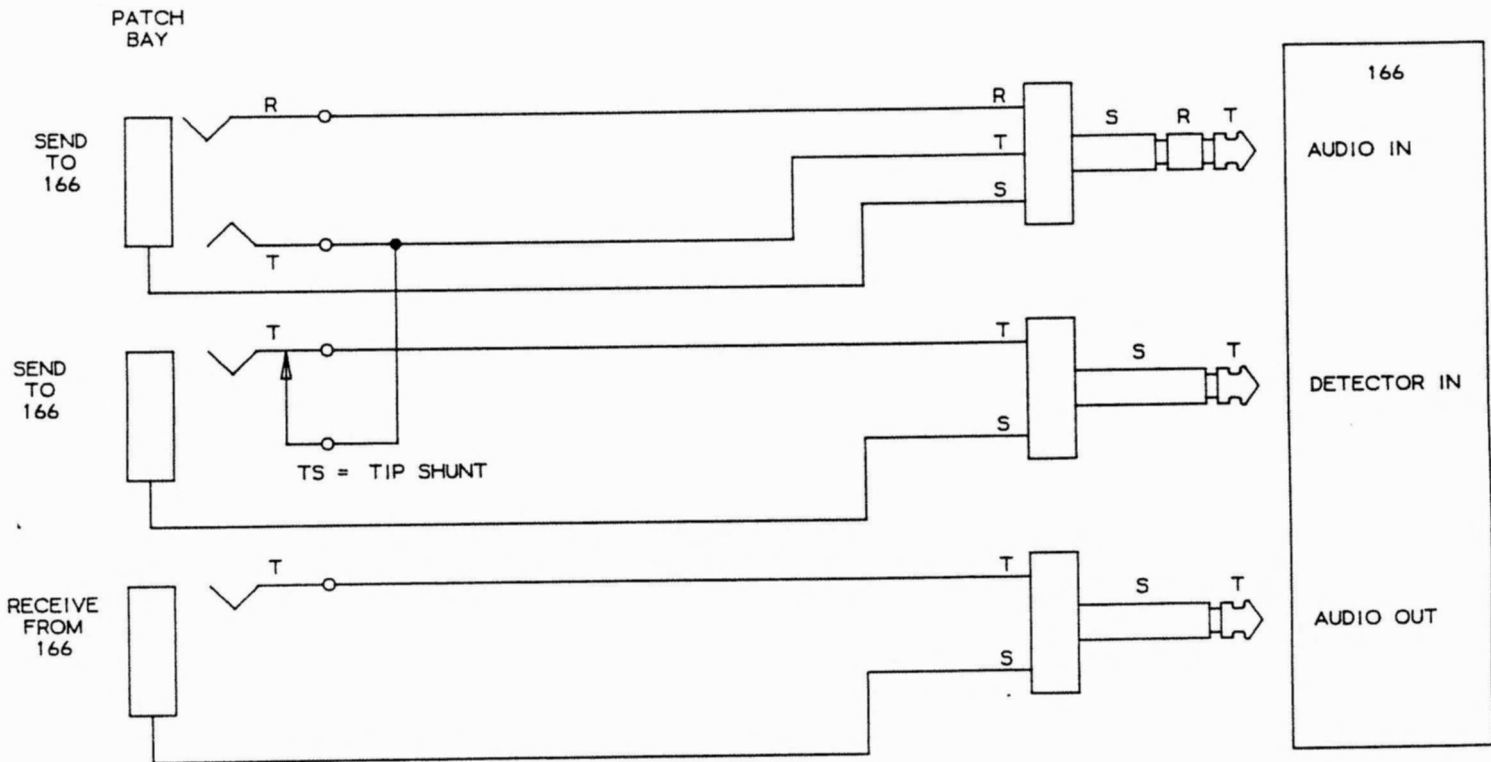 PATCH
BAY
SEND
TO
166
R
T
R
T
S
S R T
166
AUDIO IN
SEND
TO
166
T
TS = TIP SHUNT
T
S
S T
DETECTOR IN
RECEIVE
FROM
166
T
T
S
S T
AUDIO OUT